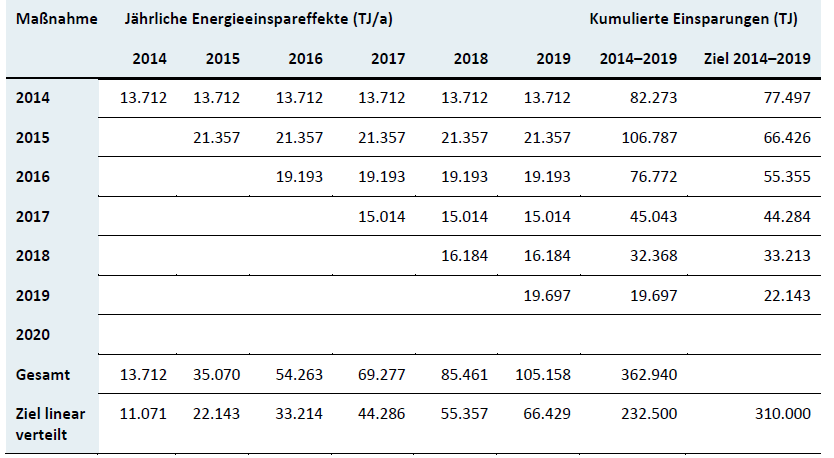 Maßnahme Jährliche Energieeinspareffekte (TJ/a) Kumulierte Einsparungen (TJ)
2014 2015 2016 2017 2018 2019 2014–2019 Ziel 2014–2019
2014 13.712 13.712 13.712 13.712 13.712 13.712 82.273 77.497
2015 21.357 21.357 21.357 21.357 21.357 106.787 66.426
2016 19.193 19.193 19.193 19.193 76.772 55.355
2017 15.014 15.014 15.014 45.043 44.284
2018 16.184 16.184 32.368 33.213
2019 19.697 19.697 22.143
2020
Gesamt 13.712 35.070 54.263 69.277 85.461 105.158 362.940
Ziel linear 11.071 22.143 33.214 44.286 55.357 66.429 232.500 310.000
verteilt